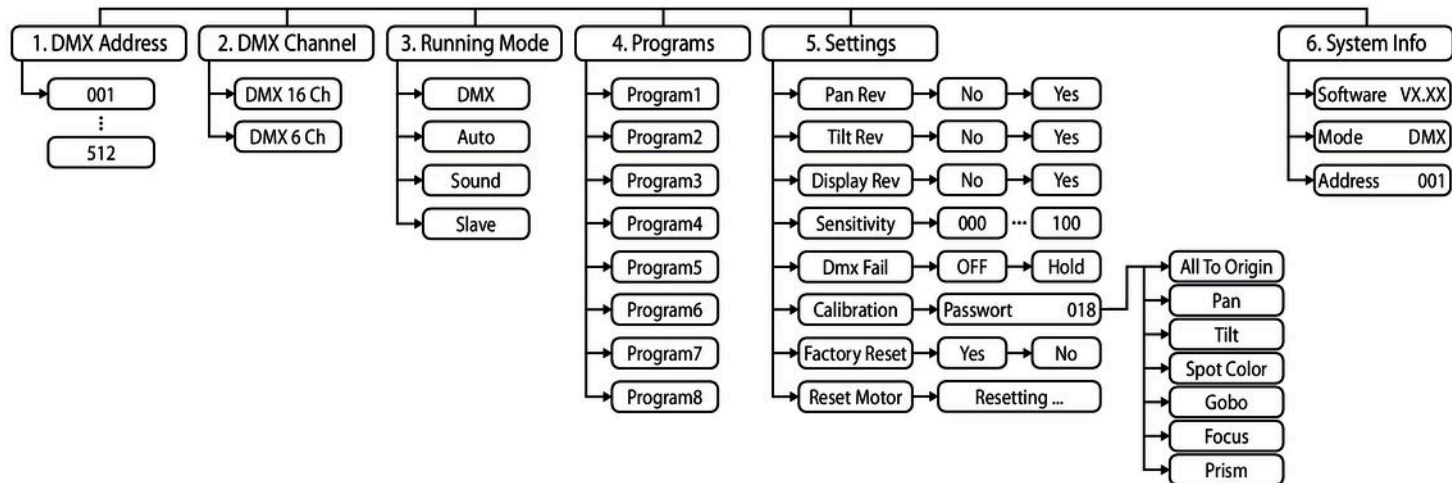 1. DMX Address
001
⋮
512
2. DMX Channel
DMX 16 Ch
DMX 6 Ch
3. Running Mode
DMX
Auto
Sound
Slave
4. Programs
Program1
Program2
Program3
Program4
Program5
Program6
Program7
Program8
5. Settings
Pan Rev No Yes
Tilt Rev No Yes
Display Rev No Yes
Sensitivity 000 ... 100
Dmx Fail OFF Hold
Calibration Passwort 018
All To Origin
Pan
Tilt
Spot Color
Gobo
Focus
Prism
Factory Reset Yes No
Reset Motor Resetting ...
6. System Info
Software VX.XX
Mode DMX
Address 001